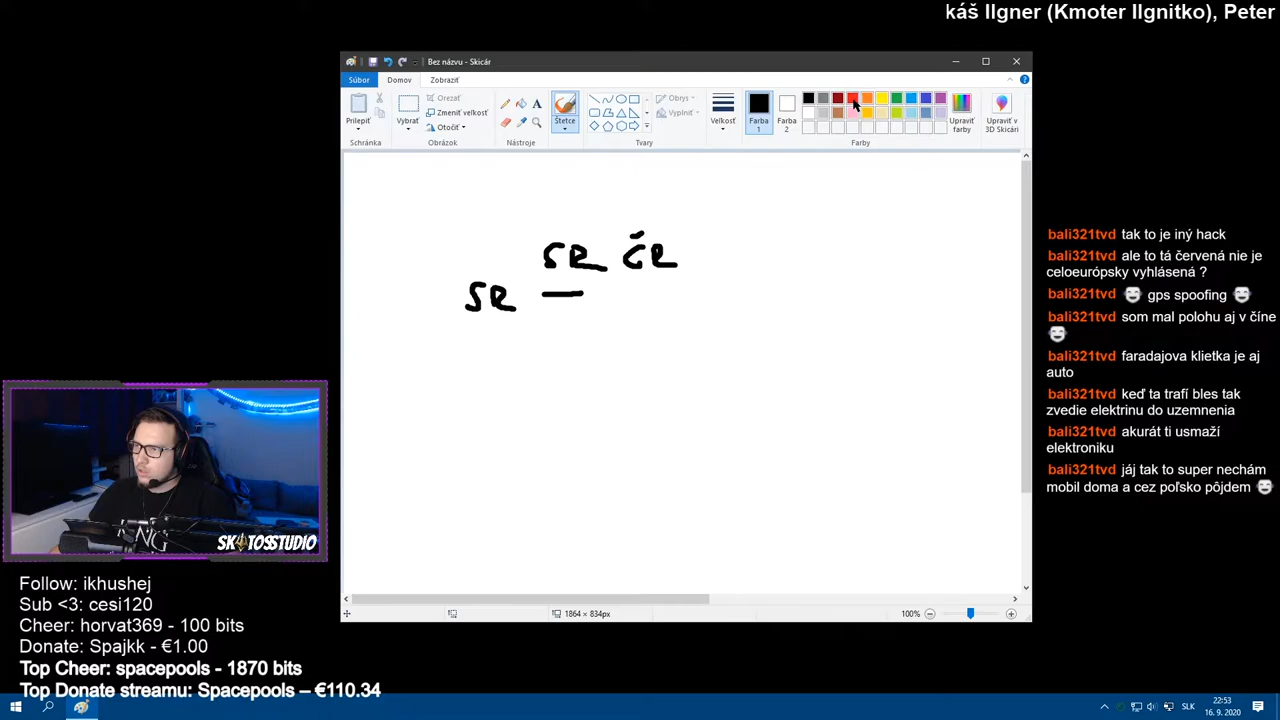 káš Ilgner (Kmoter Ilgnitko), Peter
Bez názvu - Skicár
Súbor
Domov
Zobraziť
Prilepiť
Schránka
Vybrať
Orezať
Zmeniť veľkosť
Otočiť
Obrázok
A
Nástroje
Štetce
Obrys
Vyplniť
Tvary
Veľkosť
Farba
1
Farba
2
Upraviť
farby
Upraviť v
3D Skicári
Farby
SR ČR
SR
bali321tvd tak to je iný hack
bali321tvd ale to tá červená nie je
celoeurópsky vyhlásená ?
bali321tvd gps spoofing
bali321tvd som mal polohu aj v číne
bali321tvd faradajova klietka je aj
auto
bali321tvd keď ta trafí bles tak
zvedie elektrinu do uzemnenia
bali321tvd akurát ti usmaží
elektroniku
bali321tvd jáj tak to super nechám
mobil doma a cez poľsko pôjdem
SK TOSSTUDIO
Follow: ikhushej
Sub <3: cesi120
Cheer: horvat369 - 100 bits
Donate: Spajkk - €1.00
Top Cheer: spacepools - 1870 bits
Top Donate streamu: Spacepools – €110.34
1864 × 834px
100%
SLK
22:53
16. 9. 2020